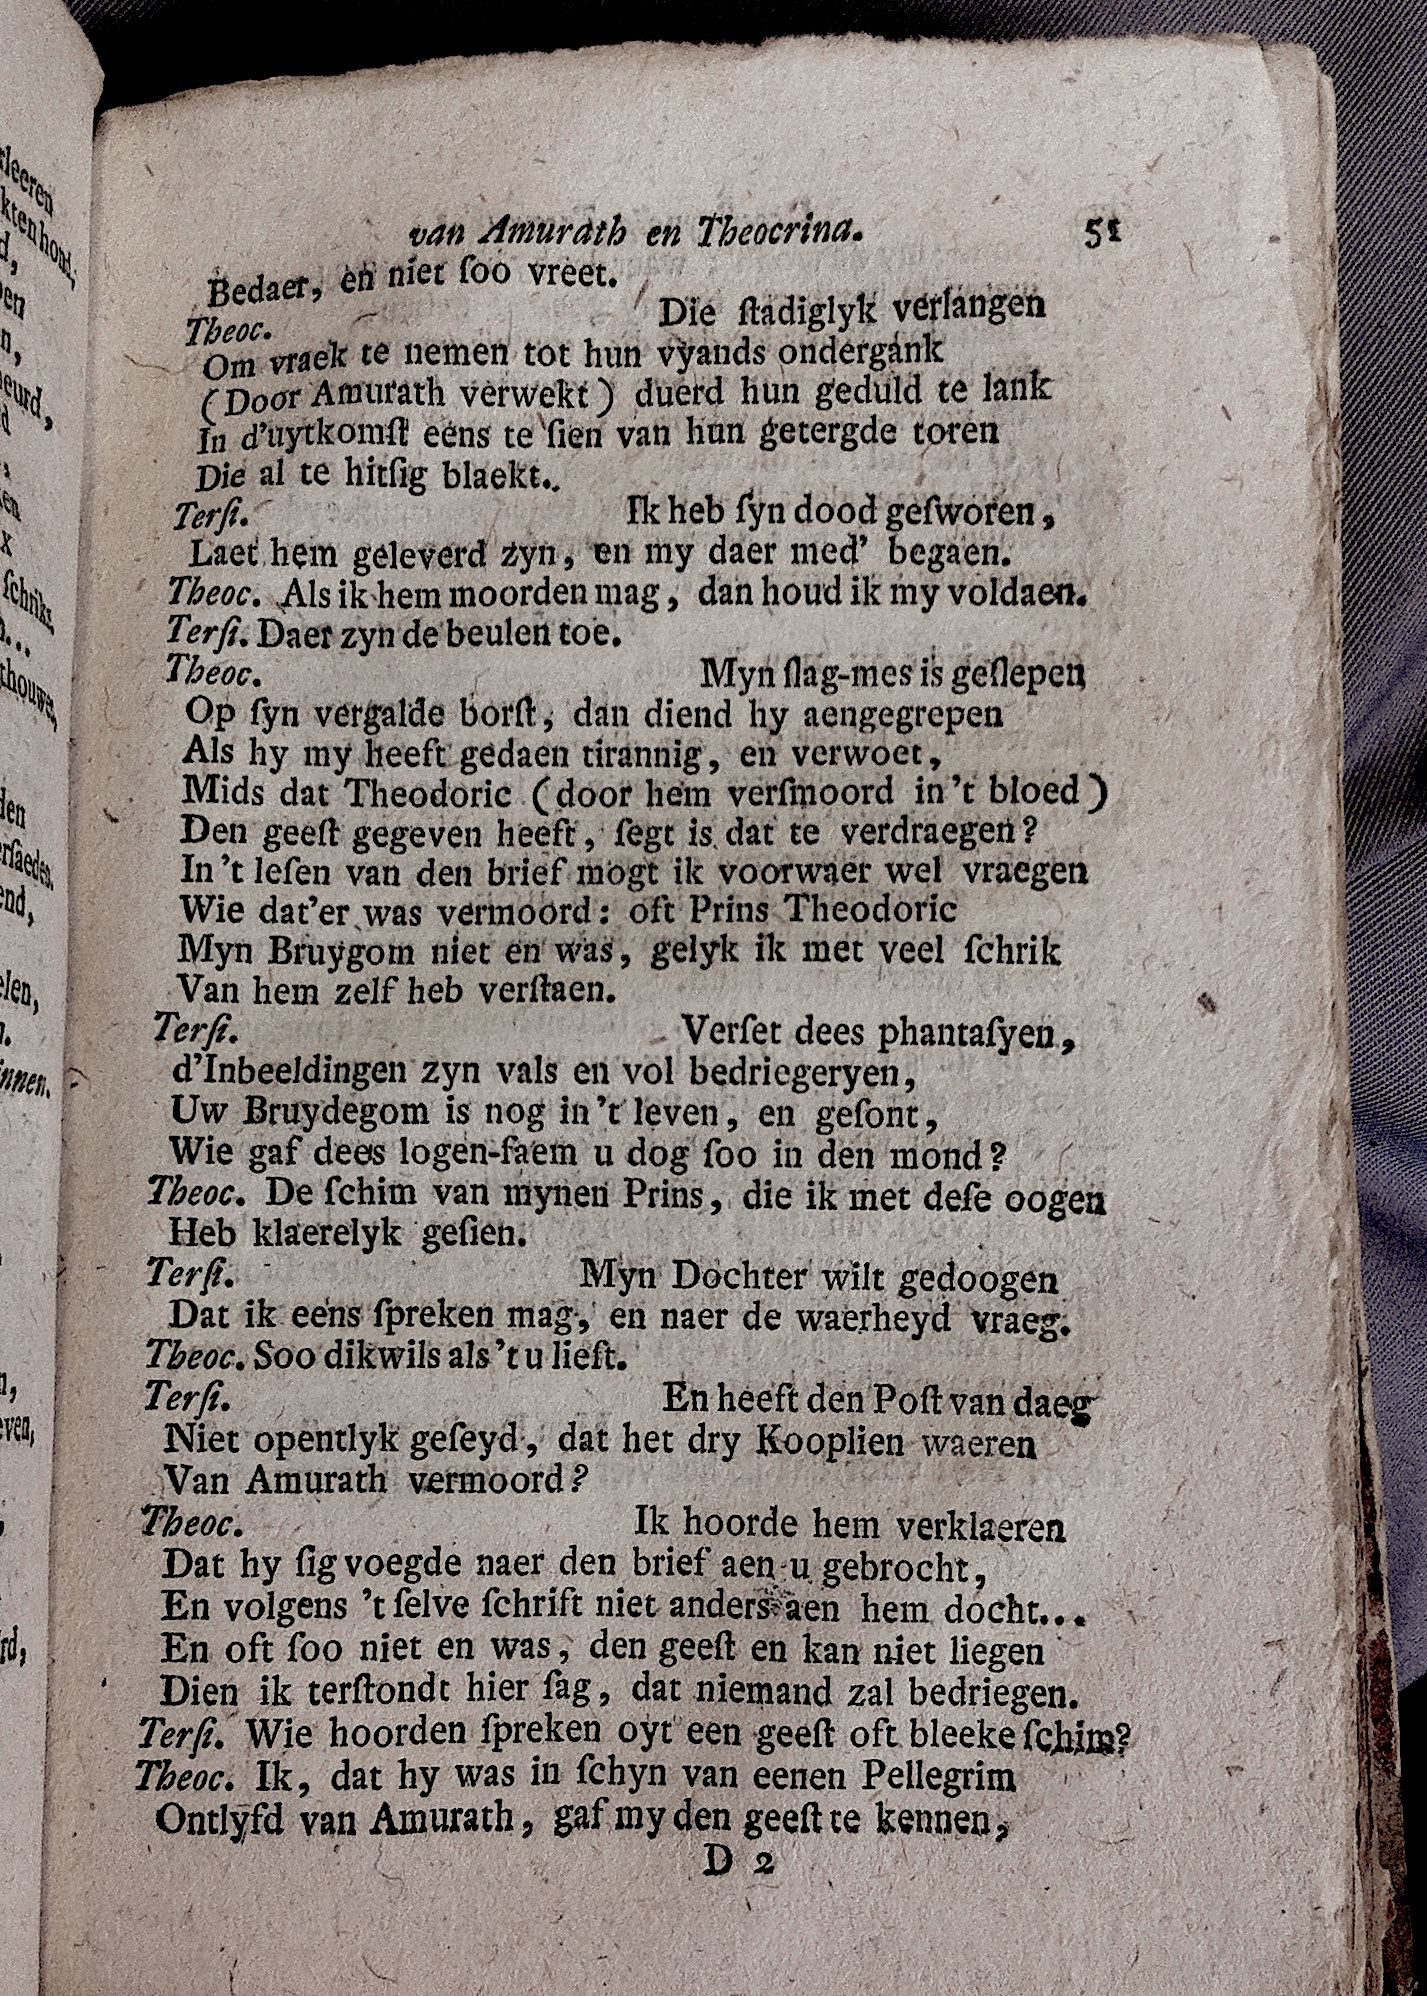 van Amurath en Theocrina. 51
Bedaer, en niet ſoo vreet.
Theoc. Die ſtadiglyk verlangen
Om vraek te nemen tot hun vyands ondergank
(Door Amurath verwekt) duerd hun geduld te lank
In d'uytkomſt eens te ſien van hun getergde toren
Die al te hitſig blaekt..
Terſi. Ik heb ſyn dood geſworen,
Laet hem geleverd zyn, en my daer med' begaen.
Theoc. Als ik hem moorden mag, dan houd ik my voldaen.
Terſi. Daer zyn de beulen toe.
Theoc. Myn ſlag-mes is geſlepen
Op ſyn vergalde borſt, dan diend hy aengegrepen
Als hy my heeft gedaen tirannig, en verwoet,
Mids dat Theodoric (door hem verſmoord in't bloed)
Den geeſt gegeven heeft, ſegt is dat te verdraegen?
In't leſen van den brief mogt ik voorwaer wel vraegen
Wie dat'er was vermoord: oft Prins Theodoric
Myn Bruygom niet en was, gelyk ik met veel ſchrik
Van hem zelf heb verſtaen.
Terſi. Verſet dees phantaſyen,
d'Inbeeldingen zyn vals en vol bedriegeryen,
Uw Bruydegom is nog in't leven, en geſont,
Wie gaf dees logen-faem u dog ſoo in den mond?
Theoc. De ſchim van mynen Prins, die ik met deſe oogen
Heb klaerelyk geſien.
Terſi. Myn Dochter wilt gedoogen
Dat ik eens ſpreken mag, en naer de waerheyd vraeg.
Theoc. Soo dikwils als 't u lieft.
Terſi. En heeft den Poſt van daeg
Niet opentlyk geſeyd, dat het dry Kooplien waeren
Van Amurath vermoord?
Theoc. Ik hoorde hem verklaeren
Dat hy ſig voegde naer den brief aen u gebrocht,
En volgens 't ſelve ſchrift niet anders aen hem docht...
En oft ſoo niet en was, den geeſt en kan niet liegen
Dien ik terſtondt hier ſag, dat niemand zal bedriegen.
Terſi. Wie hoorden ſpreken oyt een geeſt oft bleeke ſchim?
Theoc. Ik, dat hy was in ſchyn van eenen Pellegrim
Ontlyfd van Amurath, gaf my den geeſt te kennen,
D 2